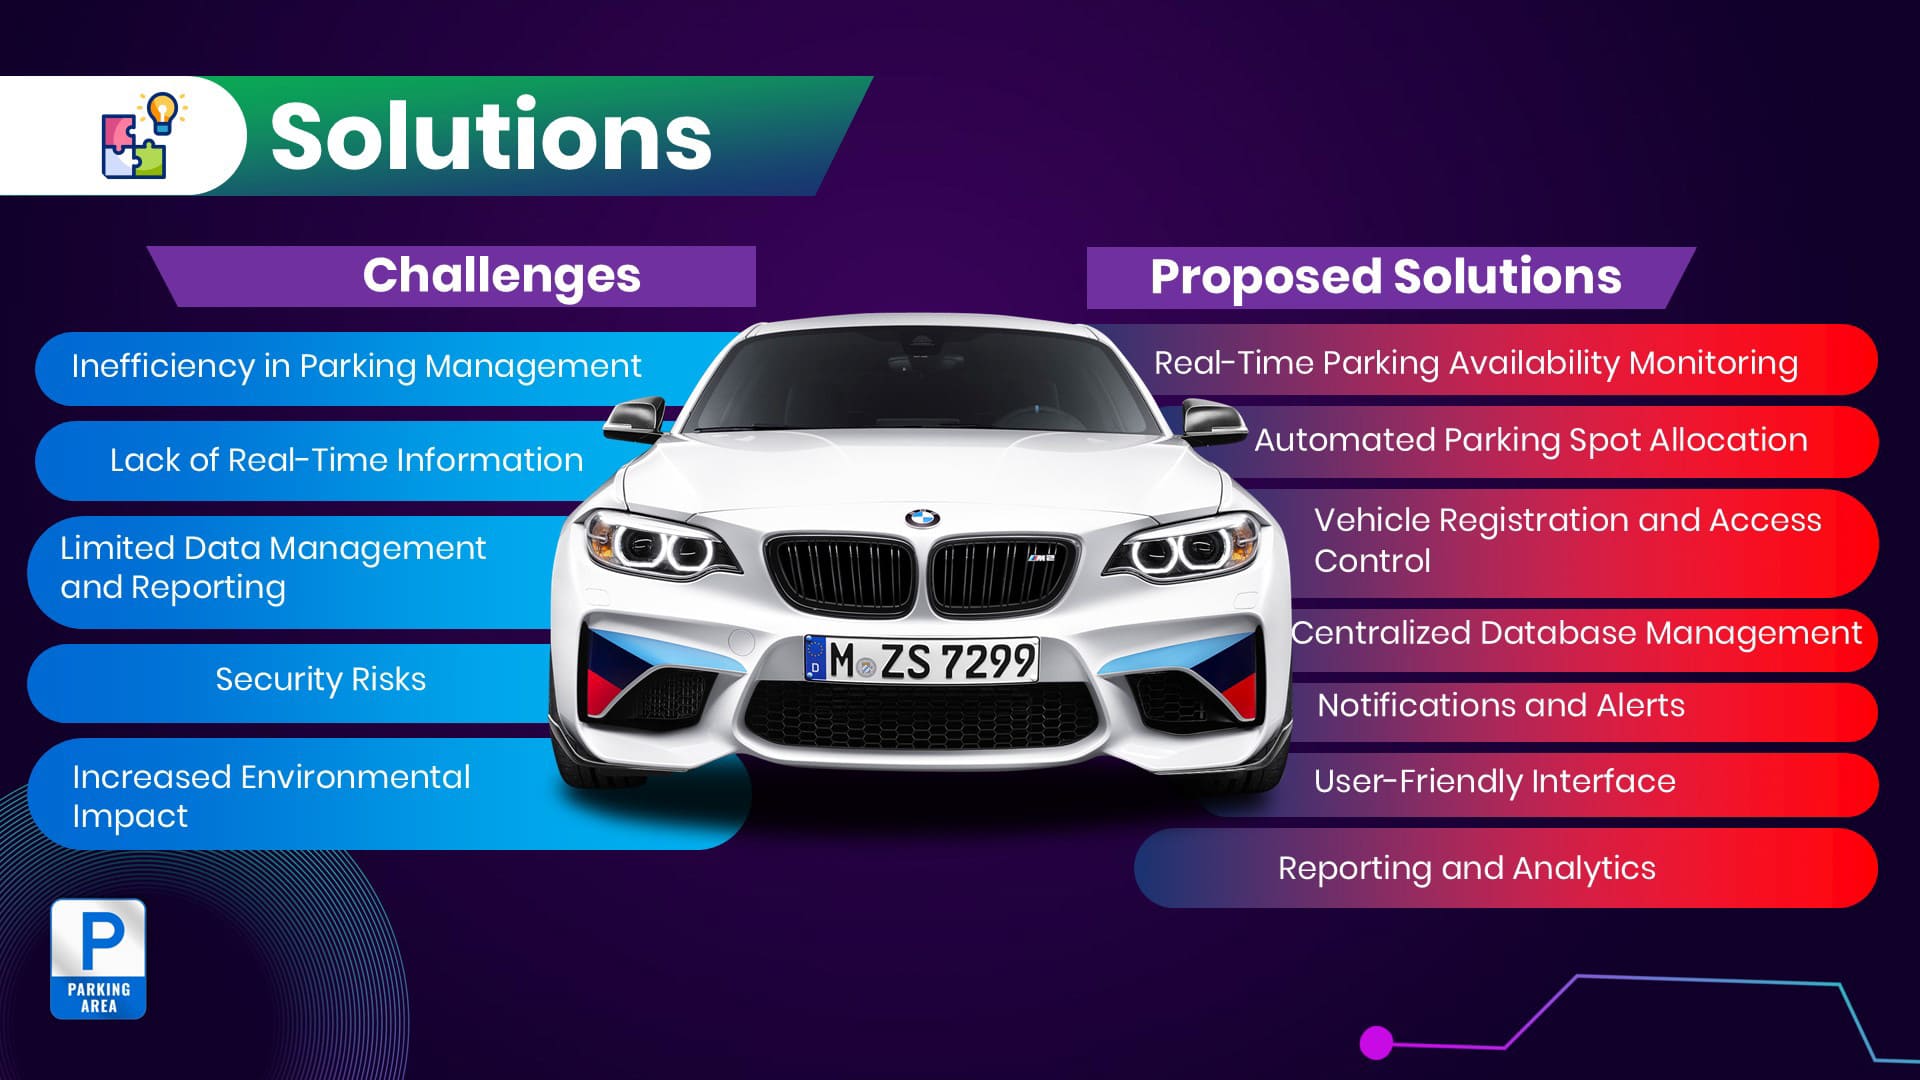 Solutions
Challenges
Inefficiency in Parking Management
Lack of Real-Time Information
Limited Data Management
and Reporting
Security Risks
Increased Environmental
Impact
Proposed Solutions
Real-Time Parking Availability Monitoring
Automated Parking Spot Allocation
Vehicle Registration and Access
Control
Centralized Database Management
Notifications and Alerts
User-Friendly Interface
Reporting and Analytics
BMW
M2
D
M ZS 7299
P
PARKING
AREA